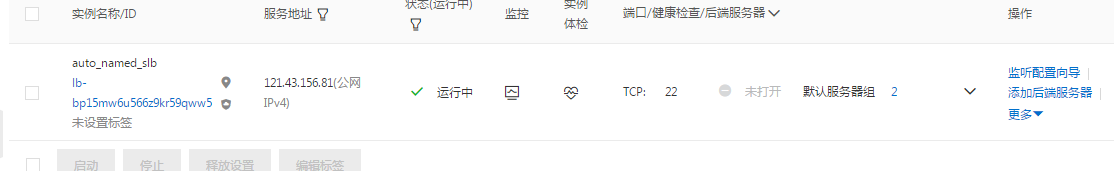 实例名称/ID
服务地址
状态(运行中)
监控
实例
体检
端口/健康检查/后端服务器
操作
auto_named_slb
lb-
bp15mw6u566z9kr59qww5
未设置标签
121.43.156.81(公网
IPv4)
运行中
TCP: 22
未打开
默认服务器组 2
监听配置向导
添加后端服务器
更多
启动
停止
释放设置
编辑标签